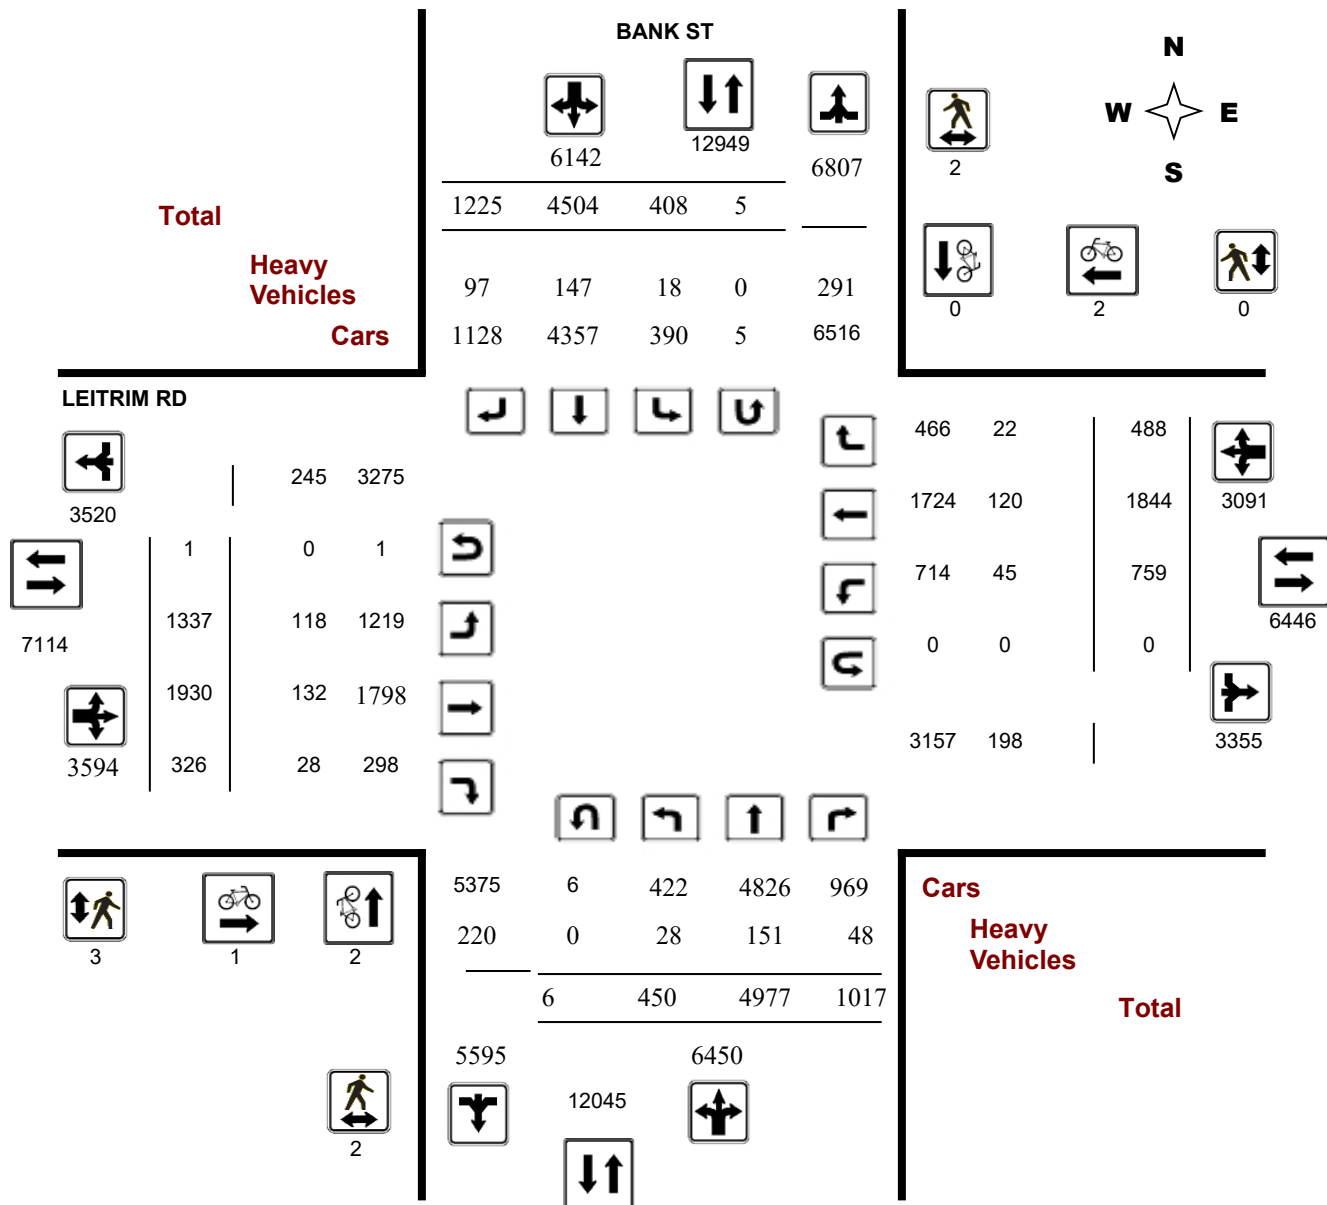 BANK ST
N
W E
S
6142 12949 6807 2
1225 4504 408 5
Total
Heavy
Vehicles
97 147 18 0 291
Cars 1128 4357 390 5 6516
0 2 0
LEITRIM RD
466 22 488
245 3275
3520
1724 120 1844 3091
1 0 1
714 45 759
7114
1337 118 1219
6446
0 0 0
1930 132 1798
3594 326 28 298
3157 198 3355
5375 6 422 4826 969 Cars
220 0 28 151 48
Heavy
Vehicles
3 1 2
6 450 4977 1017 Total
5595 6450
12045
2